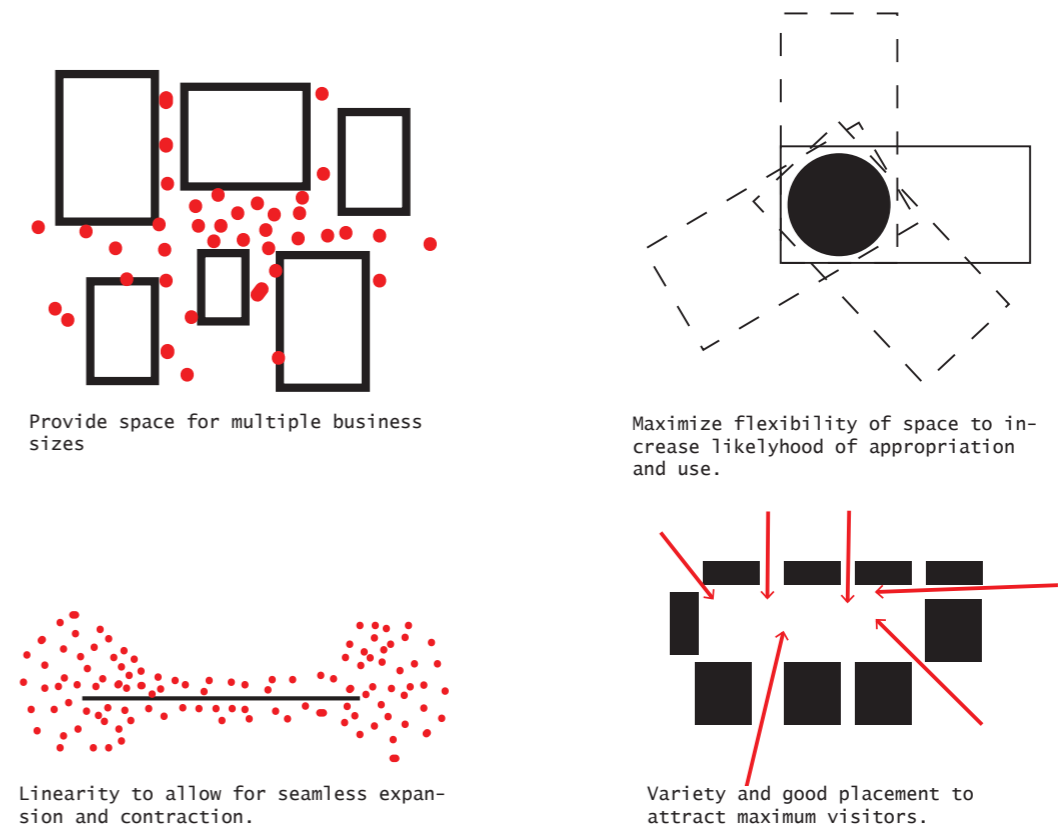 Provide space for multiple business
sizes
Maximize flexibility of space to in-
crease likelyhood of appropriation
and use.
Linearity to allow for seamless expan-
sion and contraction.
Variety and good placement to
attract maximum visitors.